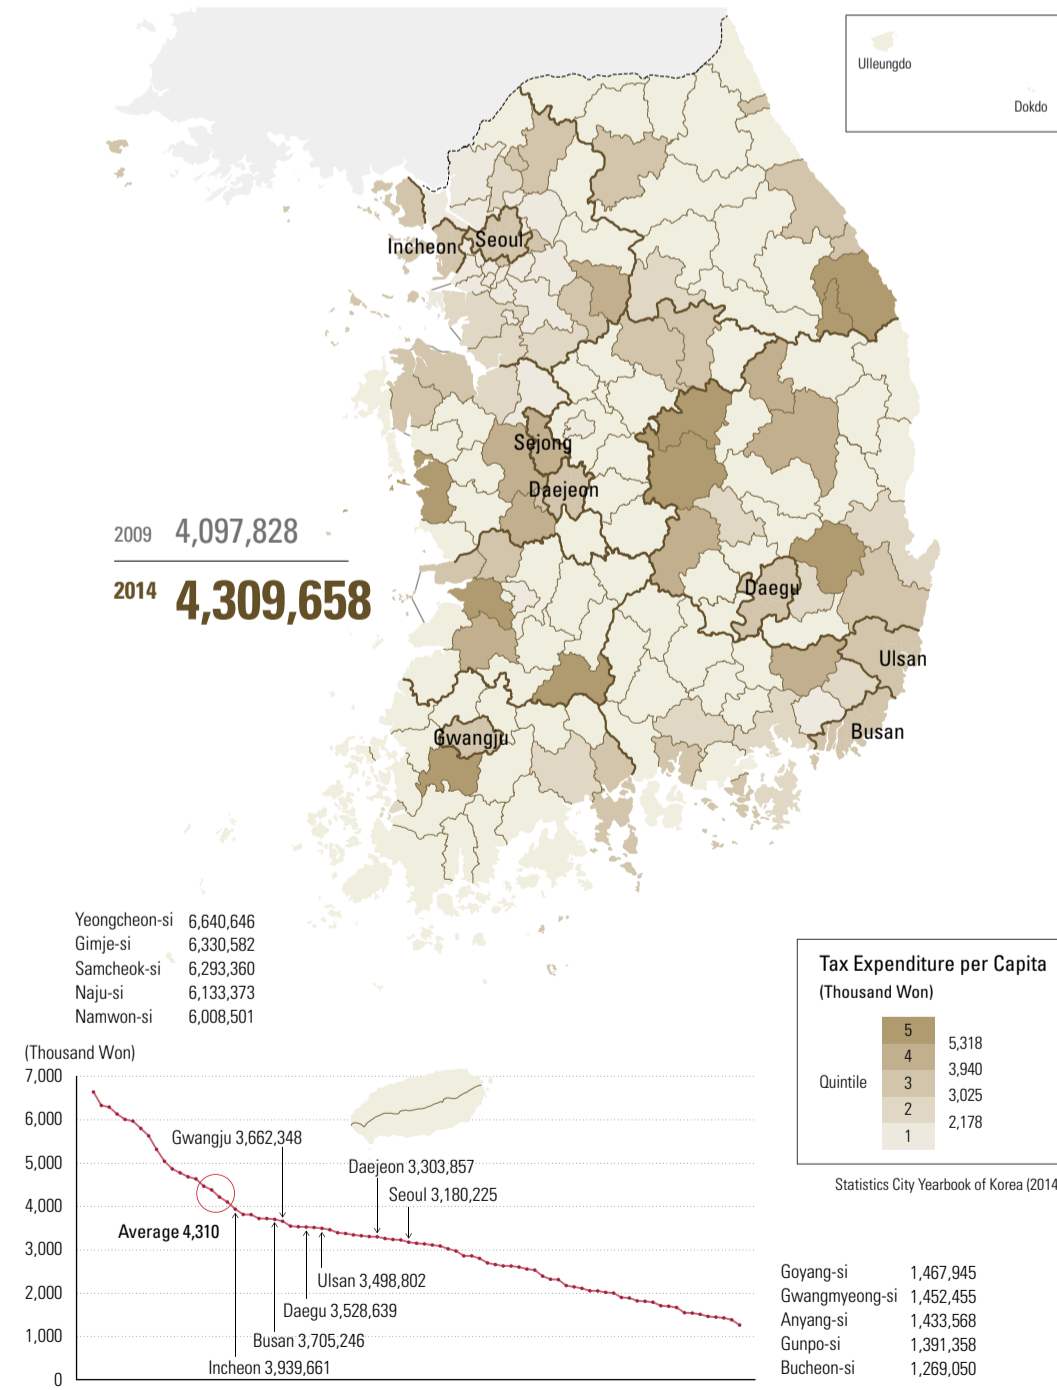 Ulleungdo
Dokdo
Incheon
Seoul
Sejong
Daejeon
2009 4,097,828
2014 4,309,658
Daegu
Ulsan
Busan
Gwangju
Yeongcheon-si 6,640,646
Gimje-si 6,330,582
Samcheok-si 6,293,360
Naju-si 6,133,373
Namwon-si 6,008,501
Tax Expenditure per Capita
(Thousand Won)
Quintile
5
4
3
2
1
5,318
3,940
3,025
2,178
Statistics City Yearbook of Korea (2014
(Thousand Won)
7,000
6,000
5,000
4,000
3,000
2,000
1,000
0
Gwangju 3,662,348
Daejeon 3,303,857
Seoul 3,180,225
Average 4,310
Ulsan 3,498,802
Daegu 3,528,639
Busan 3,705,246
Incheon 3,939,661
Goyang-si 1,467,945
Gwangmyeong-si 1,452,455
Anyang-si 1,433,568
Gunpo-si 1,391,358
Bucheon-si 1,269,050